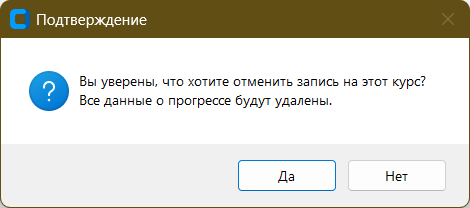 Подтверждение
Вы уверены, что хотите отменить запись на этот курс?
Все данные о прогрессе будут удалены.
Да
Нет